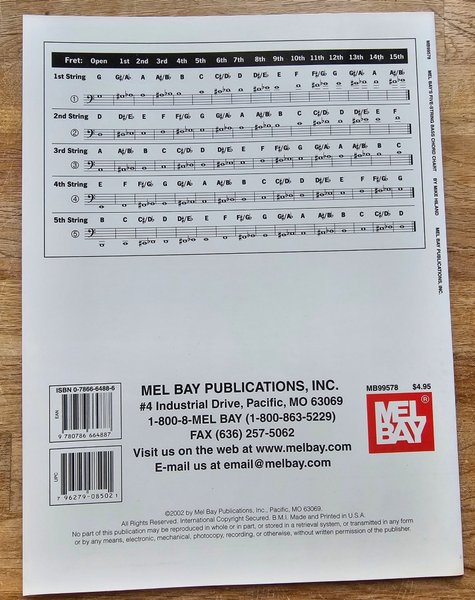 Fret: Open 1st 2nd 3rd 4th 5th 6th 7th 8th 9th 10th 11th 12th 13th 14th 15th
1st String G G♯/A♭ A A♯/B♭ B C C♯/D♭ D D♯/E♭ E F F♯/G♭ G G♯/A♭ A A♯/B♭
①
2nd String D D♯/E♭ E F F♯/G♭ G G♯/A♭ A A♯/B♭ B C C♯/D♭ D D♯/E♭ E F
②
3rd String A A♯/B♭ B C C♯/D♭ D D♯/E♭ E F F♯/G♭ G G♯/A♭ A A♯/B♭ B C
③
4th String E F F♯/G♭ G G♯/A♭ A A♯/B♭ B C C♯/D♭ D D♯/E♭ E F F♯/G♭ G
④
5th String B C C♯/D♭ D D♯/E♭ E F F♯/G♭ G G♯/A♭ A A♯/B♭ B C C♯/D♭ D
⑤
MB99578 MEL BAY'S FIVE-STRING BASS CHORD CHART BY MIKE HILAND MEL BAY PUBLICATIONS, INC.
ISBN 0-7866-6488-6
EAN
9 780786 664887
UPC
7 96279-08502 1
MEL BAY PUBLICATIONS, INC.
#4 Industrial Drive, Pacific, MO 63069
1-800-8-MEL BAY (1-800-863-5229)
FAX (636) 257-5062
Visit us on the web at www.melbay.com
E-mail us at email@melbay.com
MB99578 $4.95
MEL
BAY
®
©2002 by Mel Bay Publications, Inc., Pacific, MO 63069.
All Rights Reserved. International Copyright Secured. B.M.I. Made and Printed in U.S.A.
No part of this publication may be reproduced in whole or in part, or stored in a retrieval system, or transmitted in any form
or by any means, electronic, mechanical, photocopy, recording, or otherwise, without written permission of the publisher.